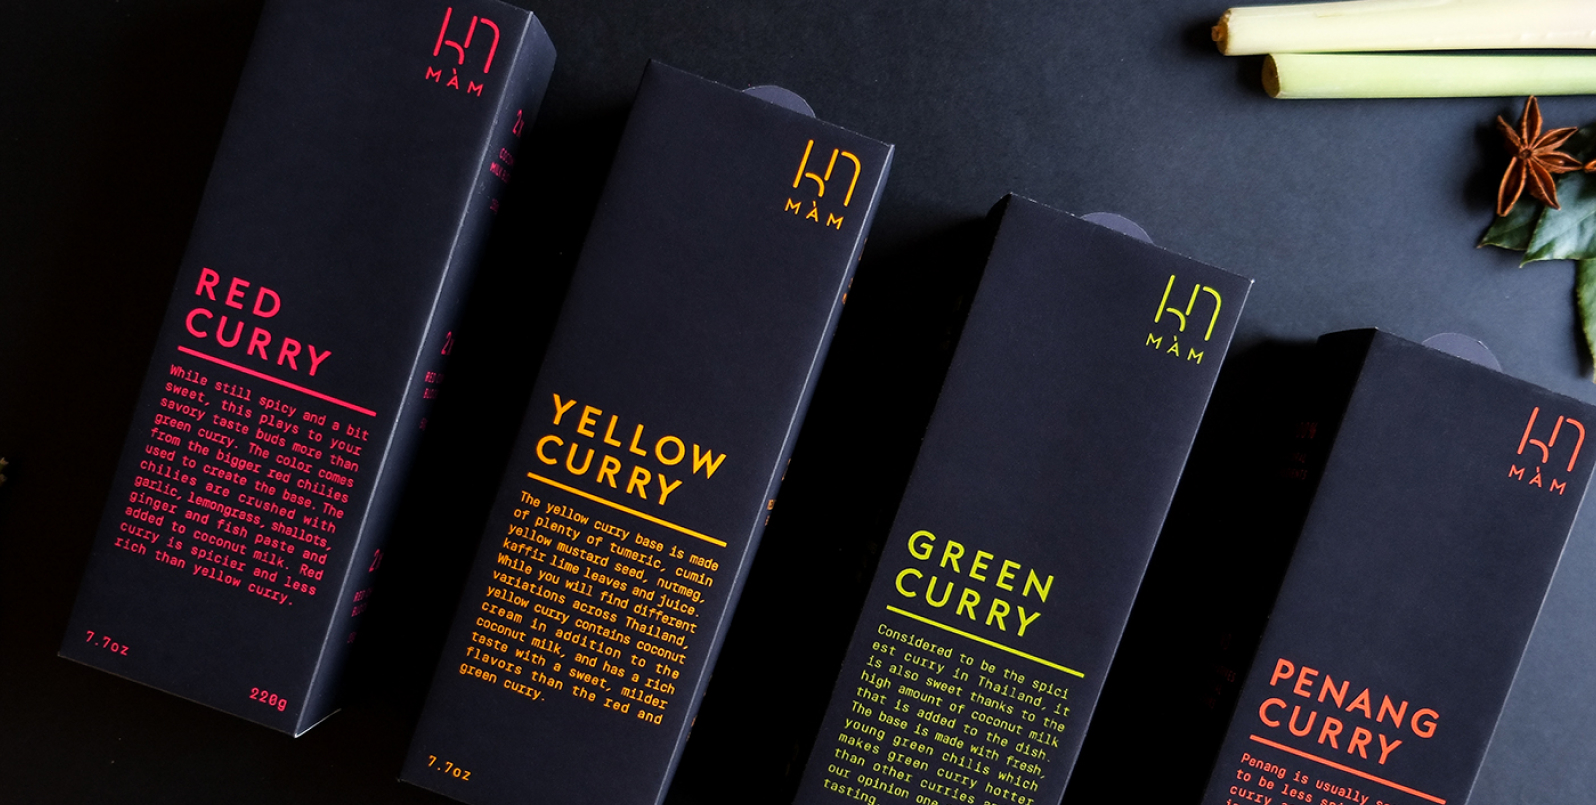 MÀM
RED
CURRY
While still spicy and a bit
sweet, this plays to your
savory taste buds more than
green curry. The color comes
from the bigger red chilies
used to create the base. The
chilies are crushed with
garlic, lemongrass, shallots,
ginger and fish paste and
added to coconut milk. Red
curry is spicier and less
rich than yellow curry.
7.7oz
220g
MÀM
YELLOW
CURRY
The yellow curry base is made
of plenty of tumeric, cumin
yellow mustard seed, nutmeg,
kaffir lime leaves and juice.
While you will find different
variations across Thailand,
yellow curry contains coconut
cream in addition to the
coconut milk, and has a rich
taste with a sweet, milder
flavors than the red and
green curry.
7.7oz
MÀM
GREEN
CURRY
Considered to be the spici
est curry in Thailand, it
is also sweet thanks to the
high amount of coconut milk
that is added to the dish.
The base is made with fresh,
young green chilis which
makes green curry hotter
than other curries
our opinion one
tasting
MÀM
PENANG
CURRY
Penang is usually
to be less
curry